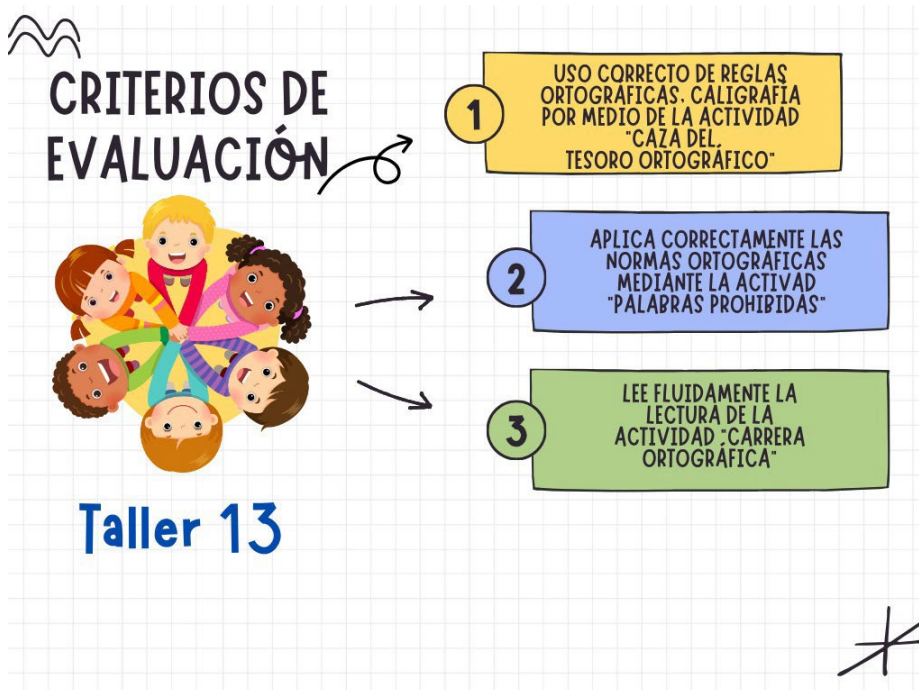 CRITERIOS DE
EVALUACIÓN
1
USO CORRECTO DE REGLAS
ORTOGRÁFICAS. CALIGRAFÍA
POR MEDIO DE LA ACTIVIDAD
"CAZA DEL
TESORO ORTOGRÁFICO"
2
APLICA CORRECTAMENTE LAS
NORMAS ORTOGRAFICAS
MEDIANTE LA ACTIVAD
"PALABRAS PROHIBIDAS"
3
LEE FLUIDAMENTE LA
LECTURA DE LA
ACTIVIDAD "CARRERA
ORTOGRÁFICA"
Taller 13